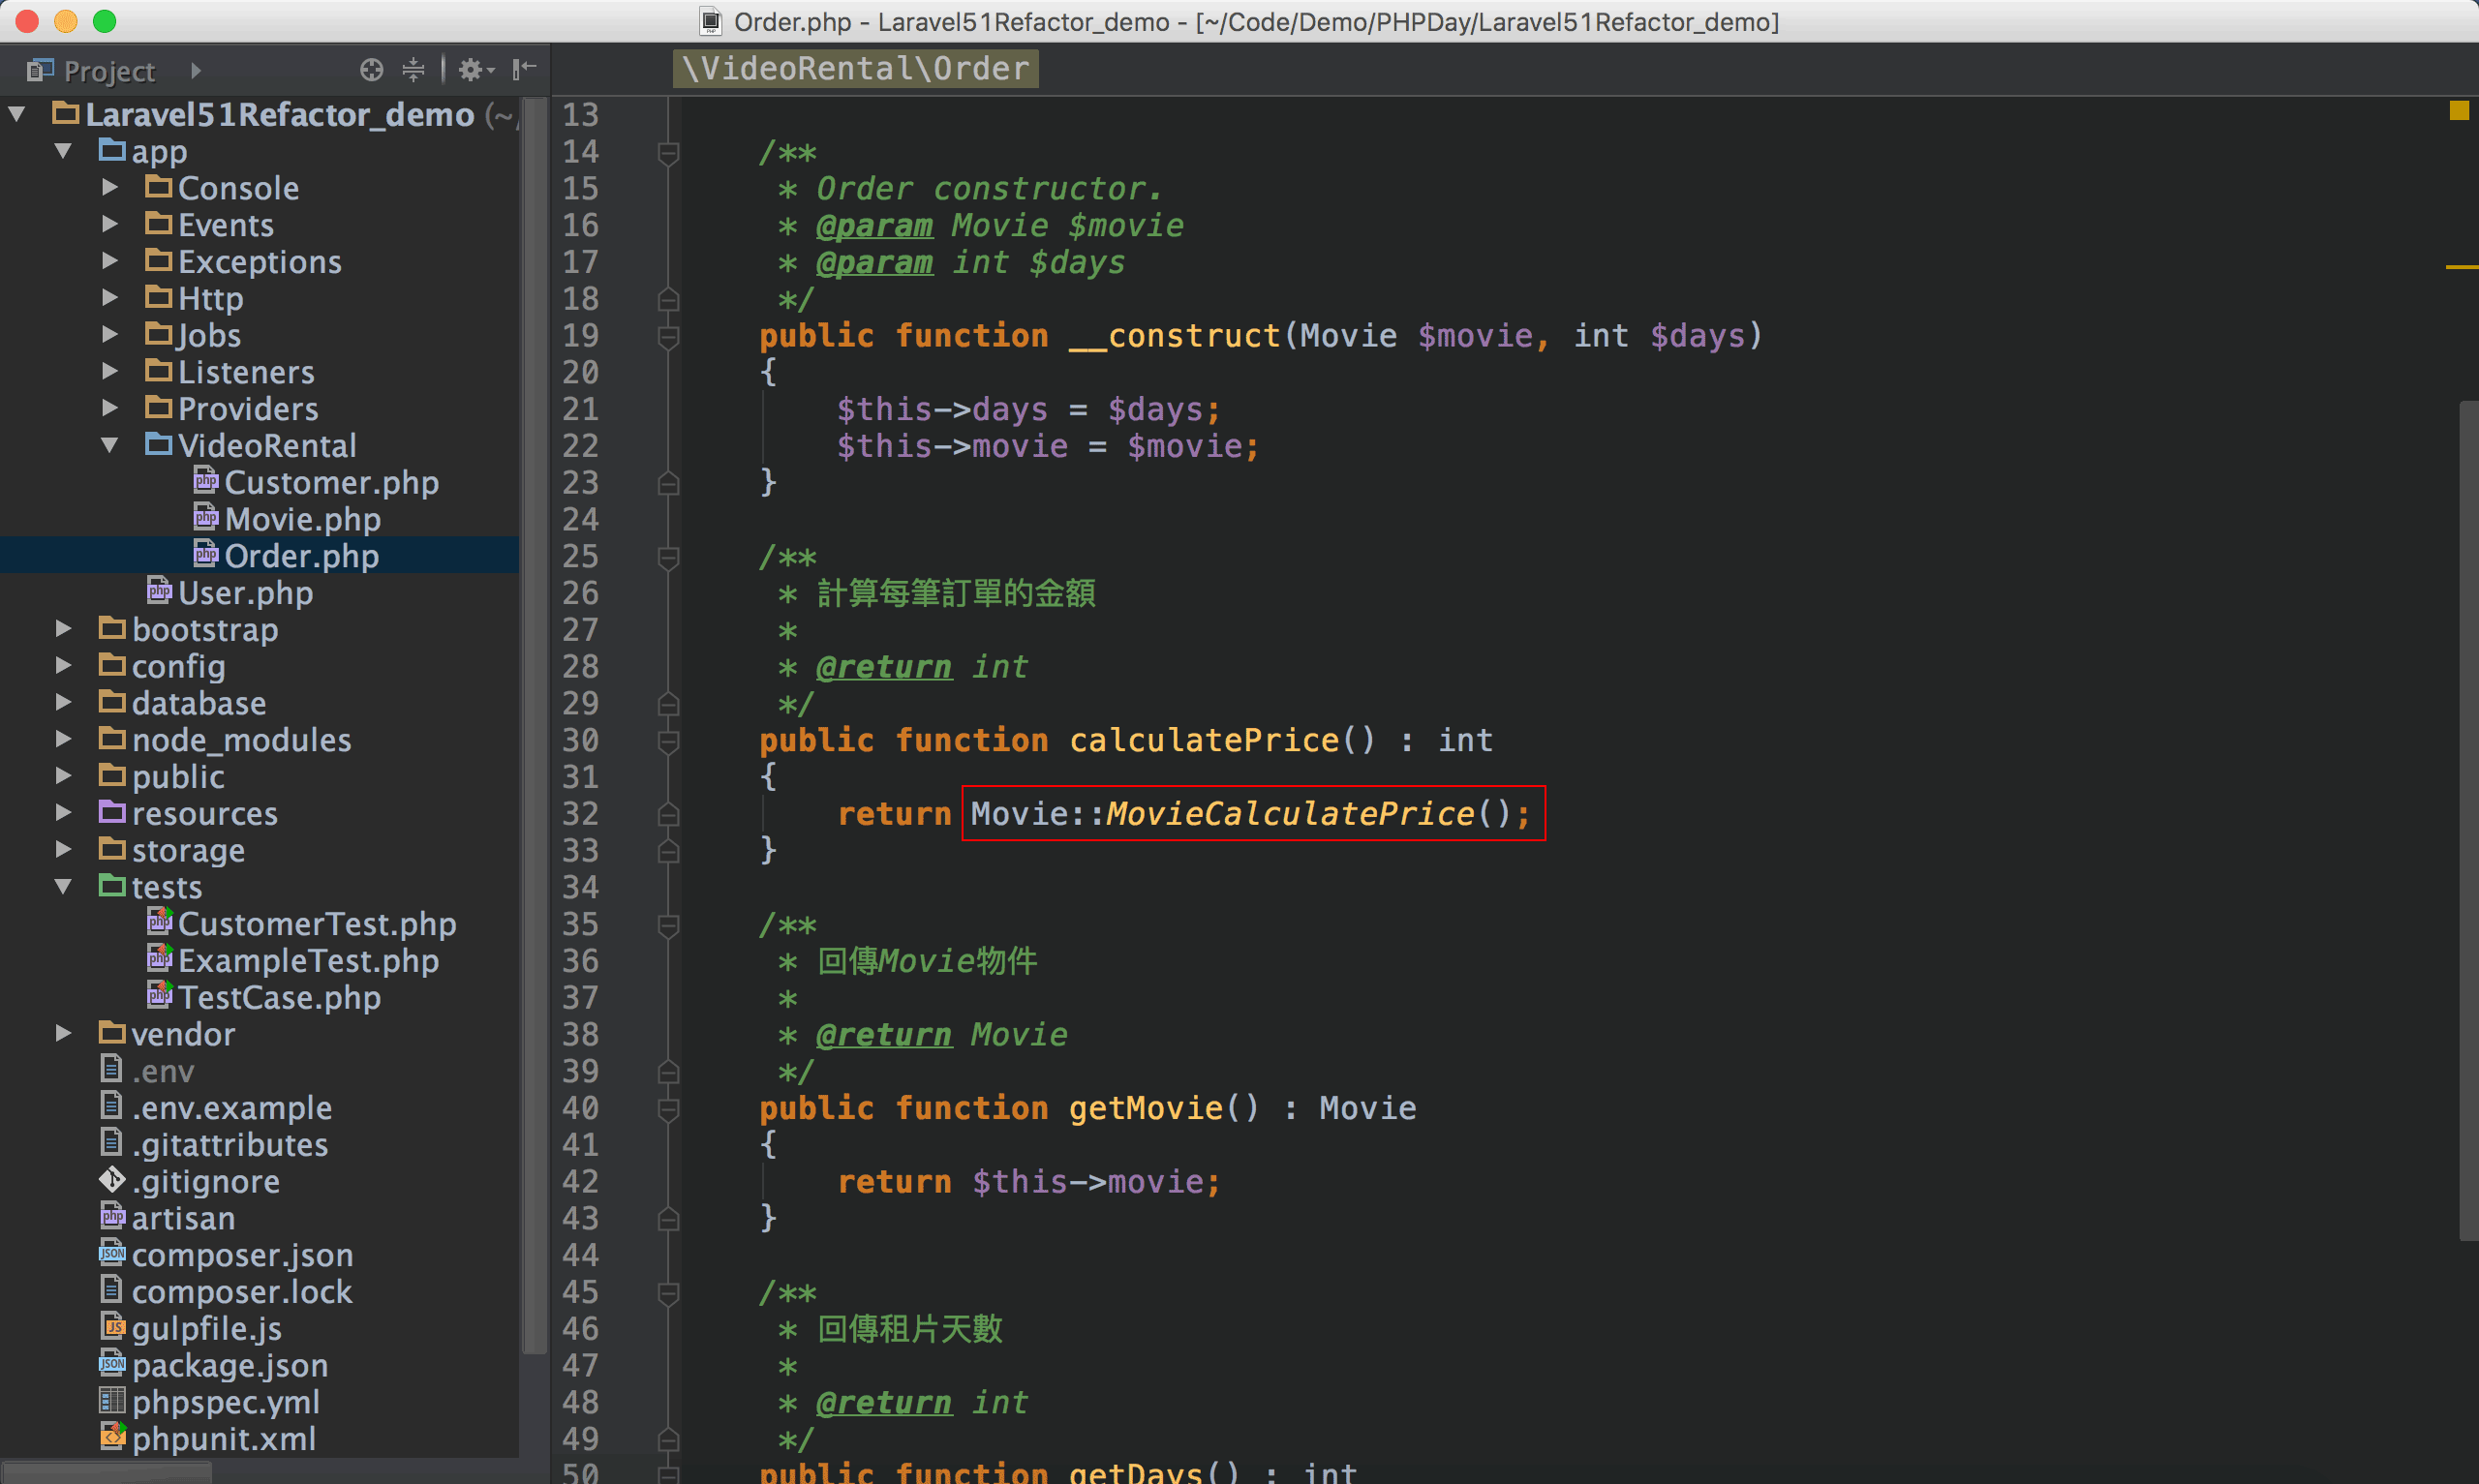 Order.php - Laravel51Refactor_demo - [~/Code/Demo/PHPDay/Laravel51Refactor_demo]
Project
\VideoRental\Order
Laravel51Refactor_demo (~/
app
Console
Events
Exceptions
Http
Jobs
Listeners
Providers
VideoRental
Customer.php
Movie.php
Order.php
User.php
bootstrap
config
database
node_modules
public
resources
storage
tests
CustomerTest.php
ExampleTest.php
TestCase.php
vendor
.env
.env.example
.gitattributes
.gitignore
artisan
composer.json
composer.lock
gulpfile.js
package.json
phpspec.yml
phpunit.xml
13
14 /**
15 * Order constructor.
16 * @param Movie $movie
17 * @param int $days
18 */
19 public function __construct(Movie $movie, int $days)
20 {
21 $this->days = $days;
22 $this->movie = $movie;
23 }
24
25 /**
26 * 計算每筆訂單的金額
27 *
28 * @return int
29 */
30 public function calculatePrice() : int
31 {
32 return Movie::MovieCalculatePrice();
33 }
34
35 /**
36 * 回傳Movie物件
37 *
38 * @return Movie
39 */
40 public function getMovie() : Movie
41 {
42 return $this->movie;
43 }
44
45 /**
46 * 回傳租片天數
47 *
48 * @return int
49 */
50 public function getDays() : int